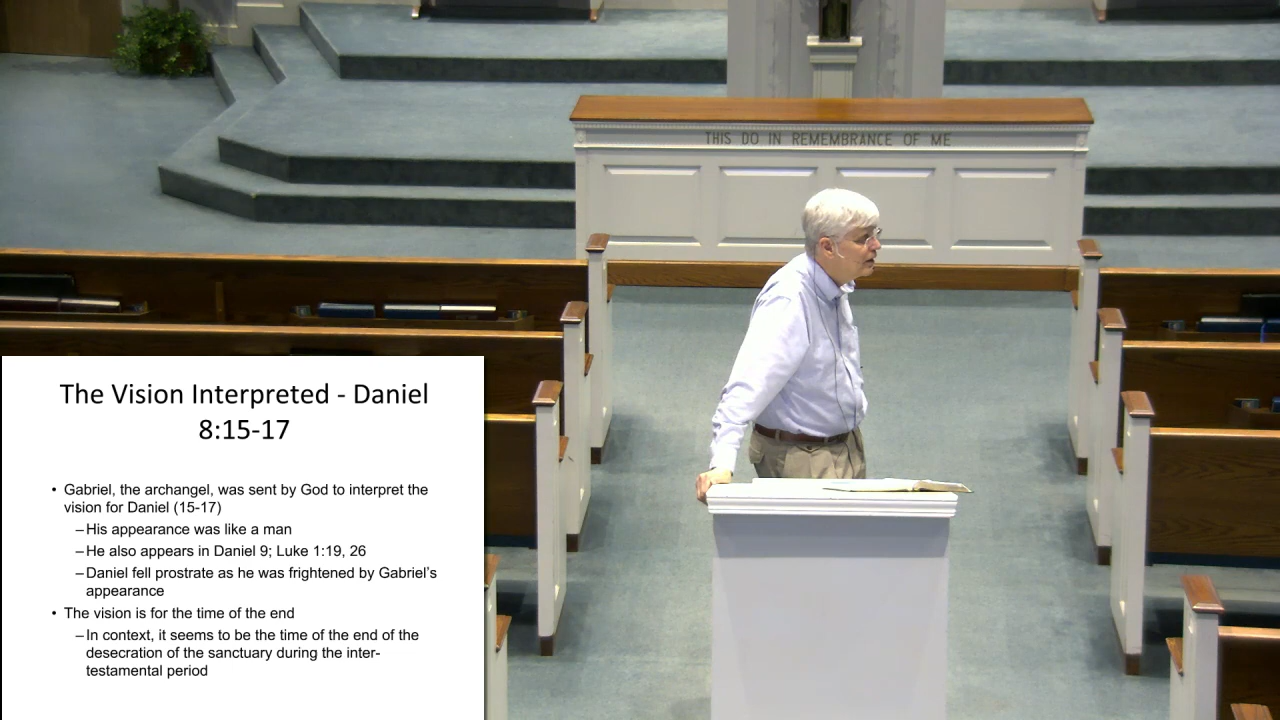 THIS DO IN REMEMBRANCE OF ME
The Vision Interpreted - Daniel
8:15-17
• Gabriel, the archangel, was sent by God to interpret the
vision for Daniel (15-17)
– His appearance was like a man
– He also appears in Daniel 9; Luke 1:19, 26
– Daniel fell prostrate as he was frightened by Gabriel’s
appearance
• The vision is for the time of the end
– In context, it seems to be the time of the end of the
desecration of the sanctuary during the inter-
testamental period